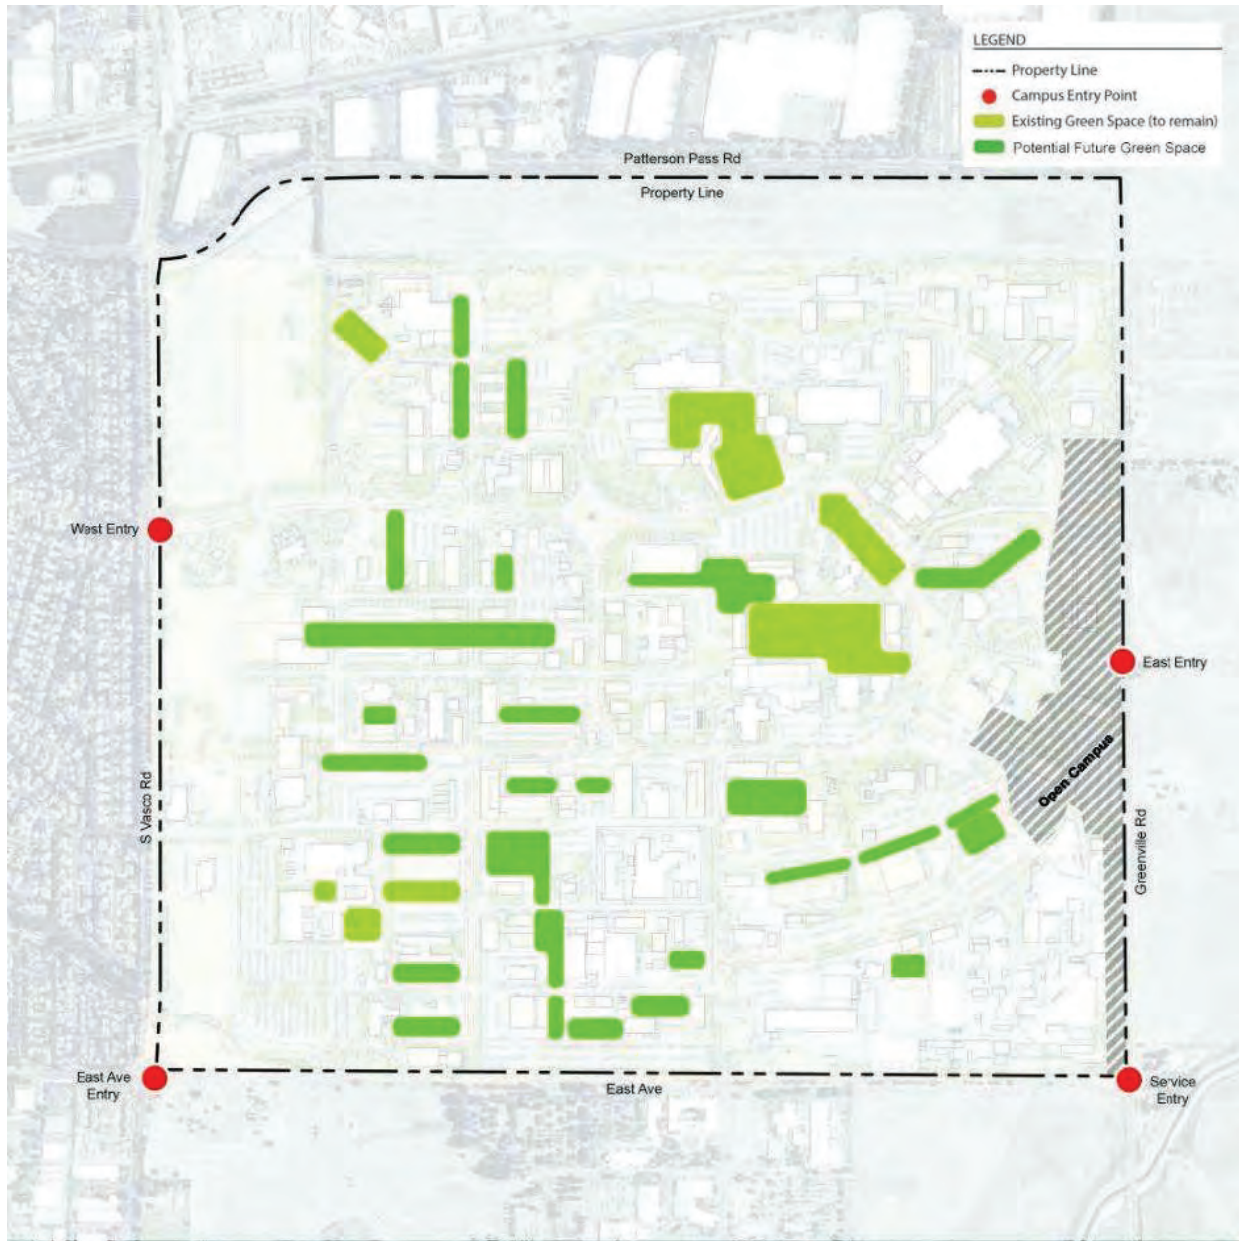 LEGEND
Property Line
Campus Entry Point
Existing Green Space (to remain)
Potential Future Green Space
Patterson Pass Rd
Property Line
West Entry
East Entry
Open Campus
S Vasco Rd
Greenville Rd
East Ave
Entry
East Ave
Service
Entry